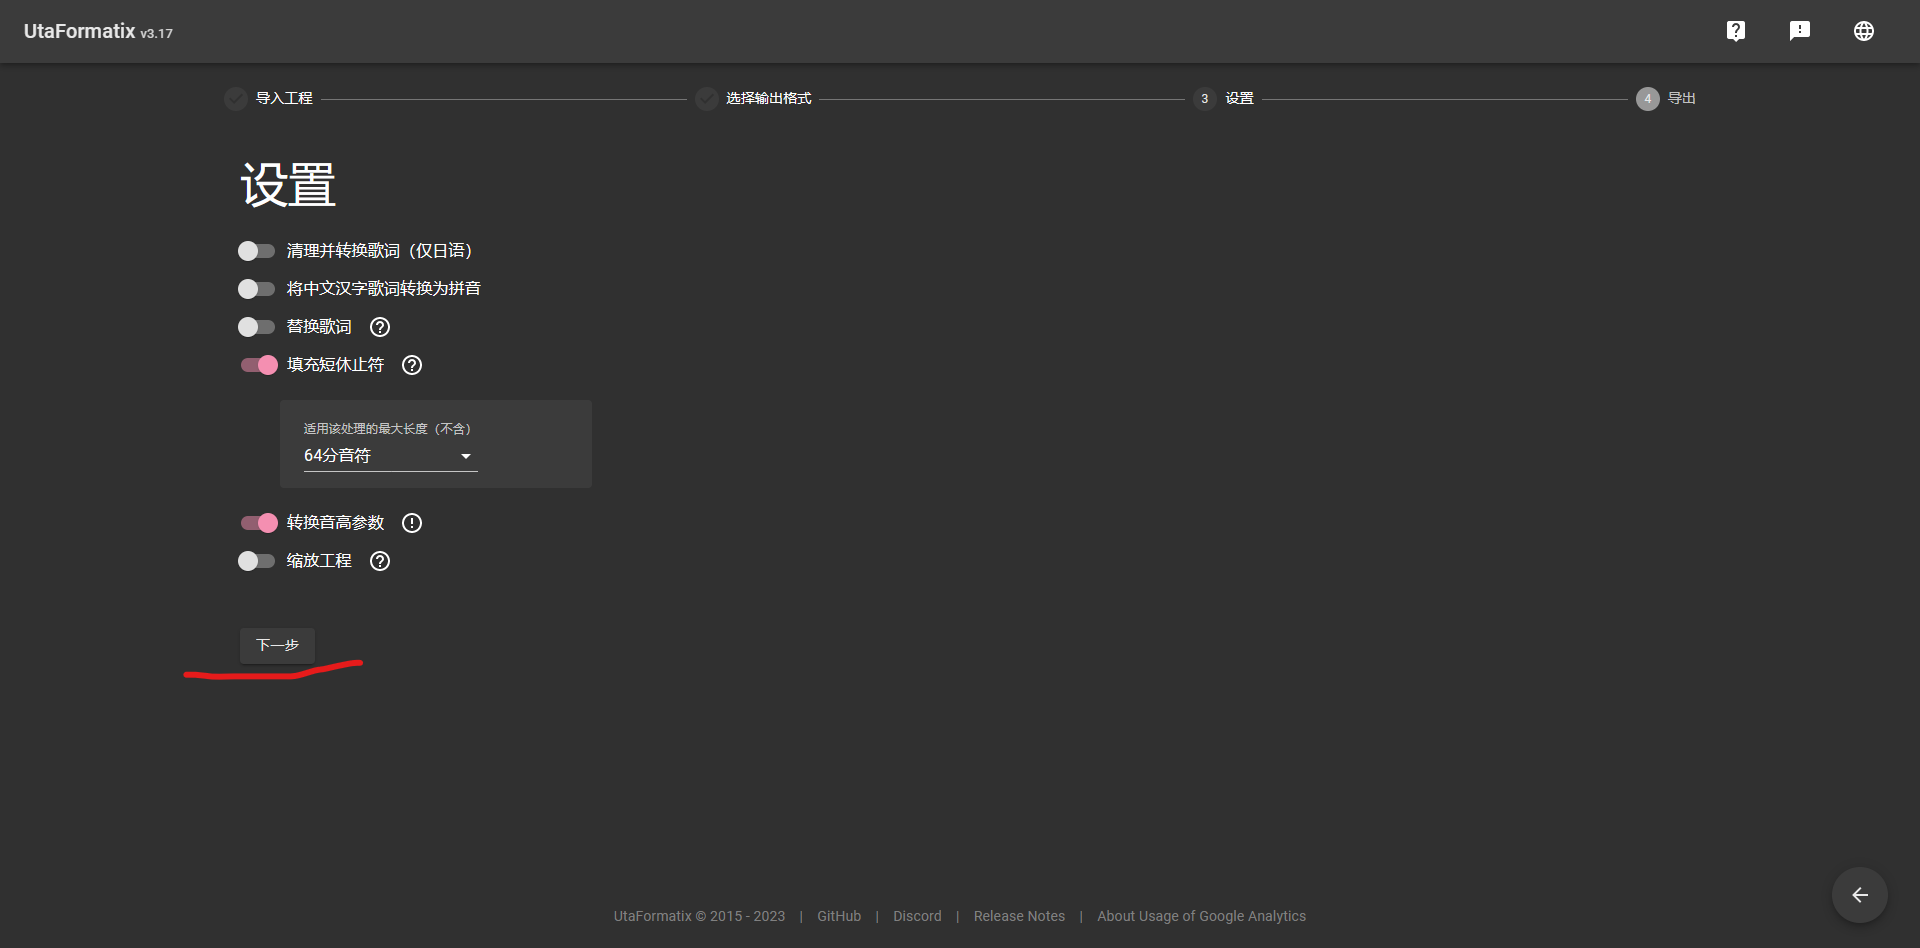 UtaFormatix v3.17
导入工程
选择输出格式
3 设置
4 导出
设置
清理并转换歌词（仅日语）
将中文汉字歌词转换为拼音
替换歌词
填充短休止符
适用该处理的最大长度（不含）
64分音符
转换音高参数
缩放工程
下一步
UtaFormatix © 2015 - 2023 | GitHub | Discord | Release Notes | About Usage of Google Analytics